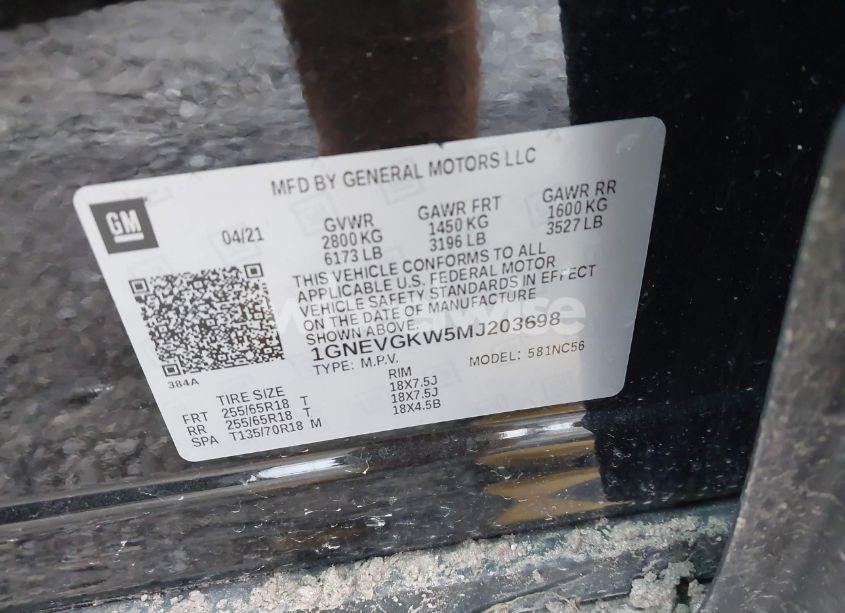 MFD BY GENERAL MOTORS LLC
GM
04/21
GVWR
2800 KG
6173 LB
GAWR FRT
1450 KG
3196 LB
GAWR RR
1600 KG
3527 LB
THIS VEHICLE CONFORMS TO ALL
APPLICABLE U.S. FEDERAL MOTOR
VEHICLE SAFETY STANDARDS IN EFFECT
ON THE DATE OF MANUFACTURE
SHOWN ABOVE.
1GNEVGKW5MJ203698
TYPE: M.P.V.
MODEL: 581NC56
384A
TIRE SIZE
RIM
FRT 255/65R18 T 18X7.5J
RR 255/65R18 T. 18X7.5J
SPA T135/70R18 M 18X4.5B